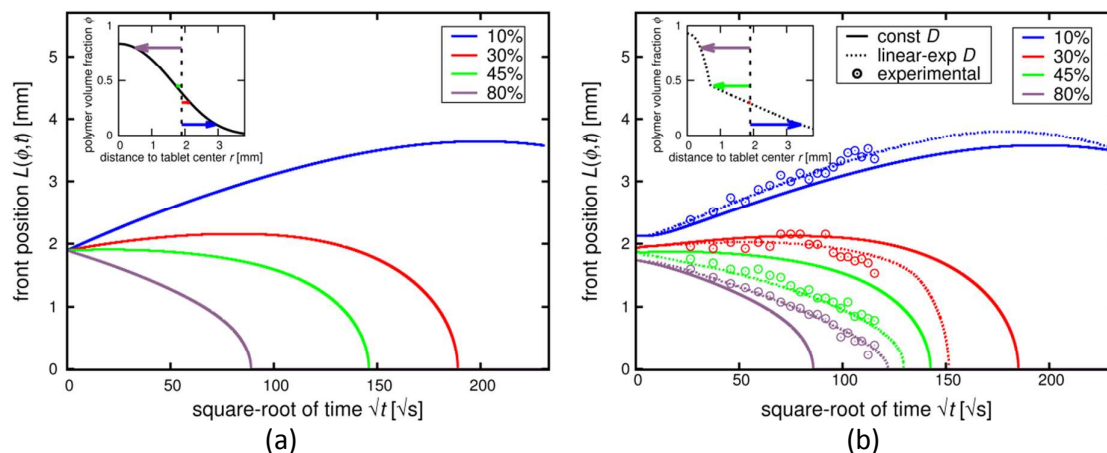 5
4
3
2
1
0
front position L(ϕ,t) [mm]
polymer volume fraction ϕ
1
0.5
0
0 1 2 3
distance to tablet center r [mm]
10%
30%
45%
80%
0 50 100 150 200
square-root of time √t [√s]
(a)
5
4
3
2
1
0
front position L(ϕ,t) [mm]
polymer volume fraction ϕ
1
0.5
0
0 1 2 3
distance to tablet center r [mm]
const D
linear-exp D
experimental
10%
30%
45%
80%
0 50 100 150 200
square-root of time √t [√s]
(b)